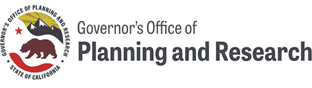 GOVERNOR'S OFFICE OF PLANNING AND RESEARCH
★ STATE OF CALIFORNIA ★
Governor's Office of
Planning and Research